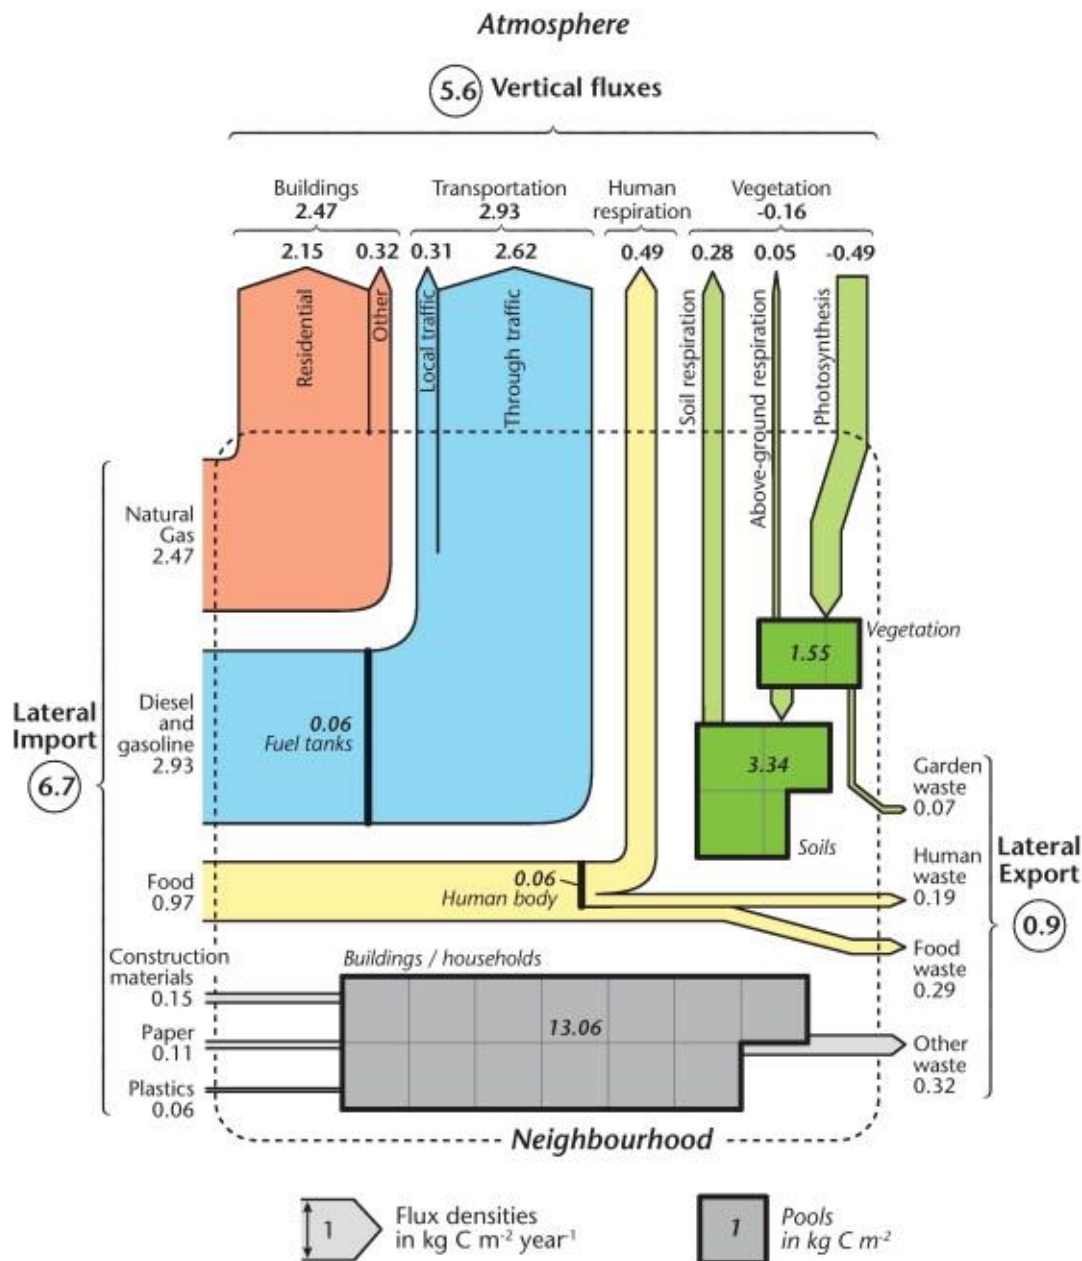 Atmosphere
5.6 Vertical fluxes
Buildings
2.47
Transportation
2.93
Human
respiration
Vegetation
-0.16
2.15 0.32 0.31 2.62 0.49 0.28 0.05 -0.49
Residential
Other
Local traffic
Through traffic
Soil respiration
Above-ground respiration
Photosynthesis
Lateral
Import
6.7
Natural
Gas
2.47
Diesel
and
gasoline
2.93
0.06
Fuel tanks
Vegetation
1.55
3.34
Soils
Food
0.97
0.06
Human body
Construction
materials
0.15
Paper
0.11
Plastics
0.06
Buildings / households
13.06
Garden
waste
0.07
Human
waste
0.19
Food
waste
0.29
Other
waste
0.32
Lateral
Export
0.9
Neighbourhood
1
Flux densities
in kg C m⁻² year⁻¹
1
Pools
in kg C m⁻²